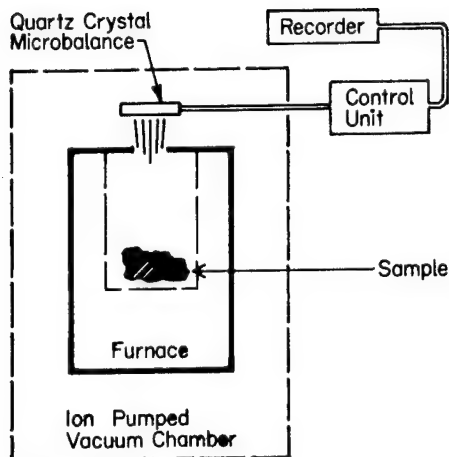 Quartz Crystal
Microbalance
Recorder
Control
Unit
Sample
Furnace
Ion Pumped
Vacuum Chamber